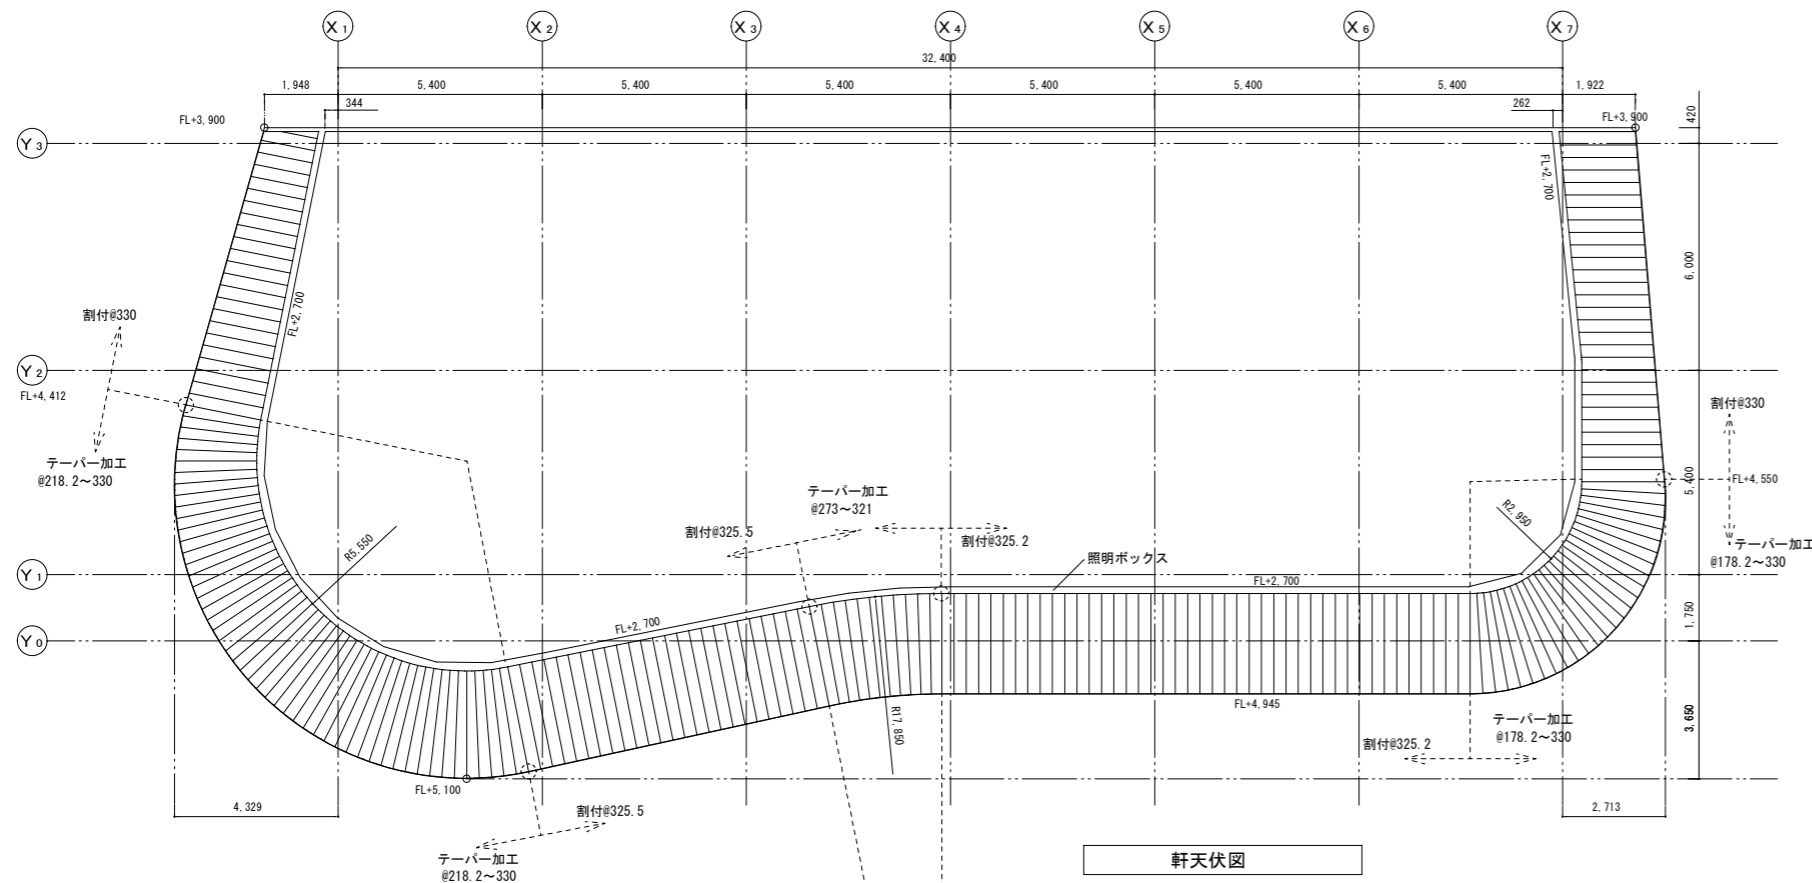 X1
X2
X3
X4
X5
X6
X7
32,400
1,948
5,400
5,400
5,400
5,400
5,400
5,400
1,922
344
262
420
FL+3,900
FL+3,900
Y3
FL+2,700
FL+2,700
6,000
割付@330
Y2
FL+4,412
割付@330
テーパー加工
@218.2～330
5,400
FL+4,550
テーパー加工
@273～321
R2,950
割付@325.5
割付@325.2
R5,550
テーパー加工
@178.2～330
照明ボックス
Y1
FL+2,700
FL+2,700
1,750
Y0
FL+4,945
R17,850
3,650
テーパー加工
@178.2～330
割付@325.2
FL+5,100
4,329
割付@325.5
2,713
テーパー加工
@218.2～330
軒天伏図